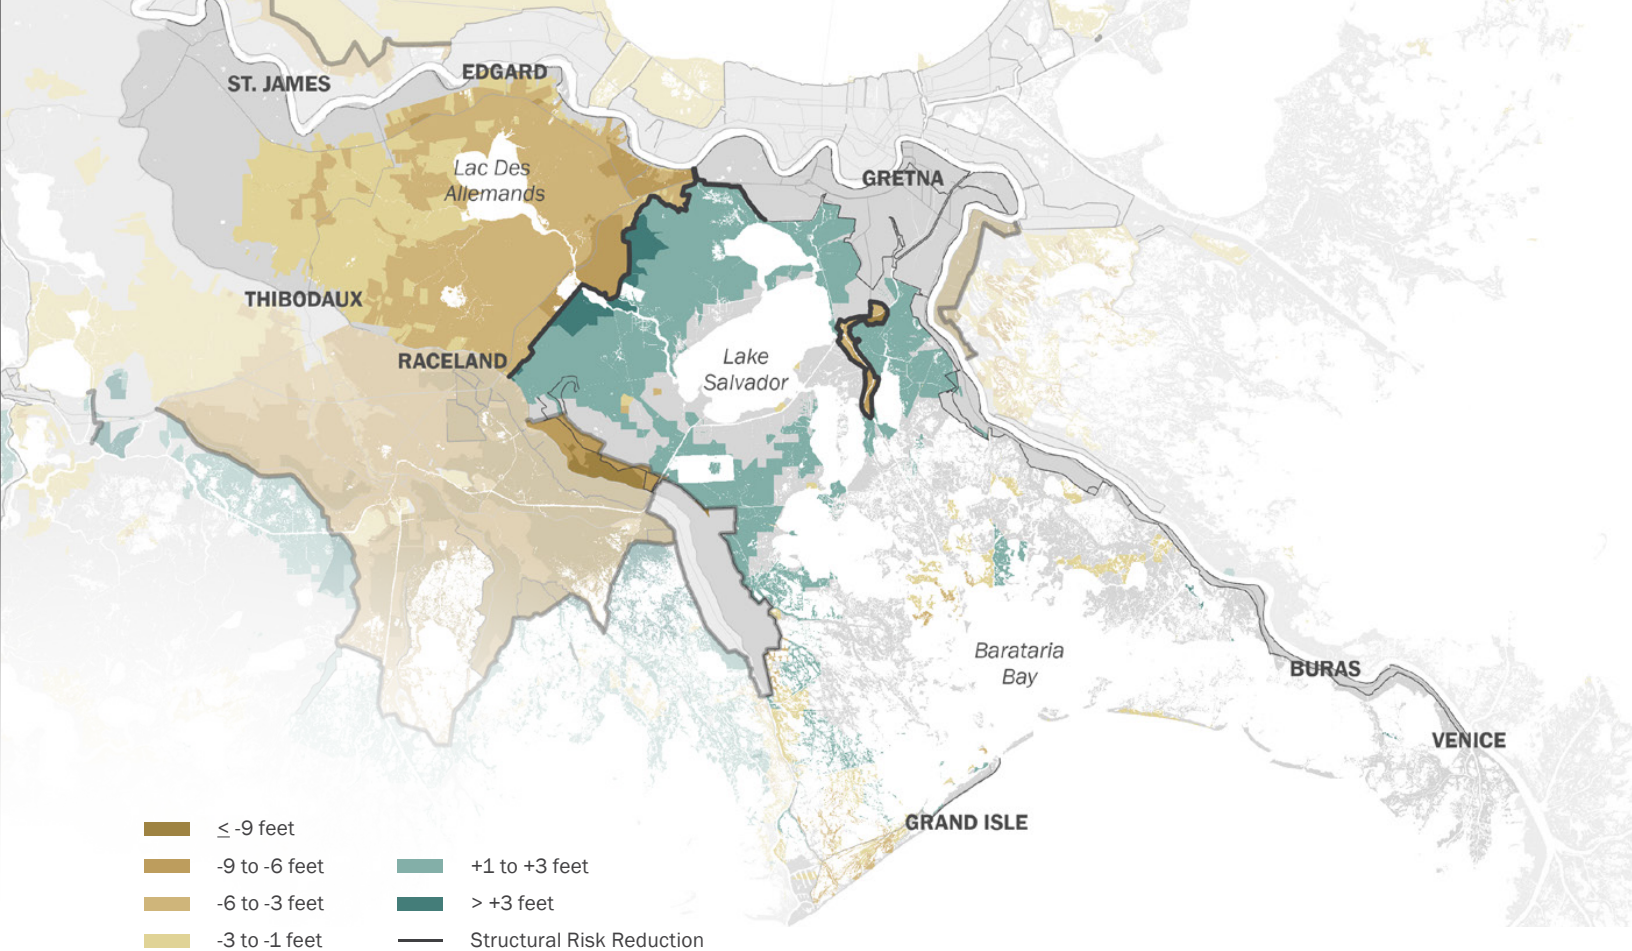 EDGARD
ST. JAMES
Lac Des
Allemands
GRETNA
THIBODAUX
RACELAND
Lake
Salvador
Barataria
Bay
BURAS
VENICE
GRAND ISLE
≤ -9 feet
-9 to -6 feet
-6 to -3 feet
-3 to -1 feet
+1 to +3 feet
> +3 feet
Structural Risk Reduction